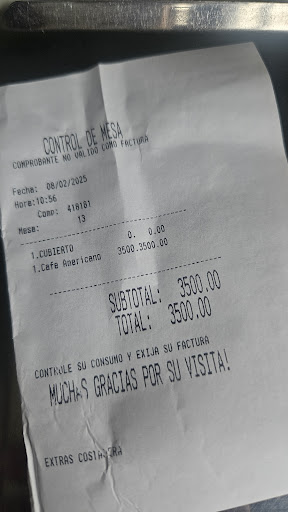 CONTROL DE MESA
COMPROBANTE NO VALIDO COMO FACTURA
Fecha: 08/02/2025
Hora:10:56
Comp: 418181
Mesa: 13
1.CUBIERTO 0. 0.00
1.Cafe Americano 3500.3500.00
SUBTOTAL: 3500.00
TOTAL: 3500.00
CONTROLE SU CONSUMO Y EXIJA SU FACTURA
MUCHAS GRACIAS POR SU VISITA!
EXTRAS COSTANERA